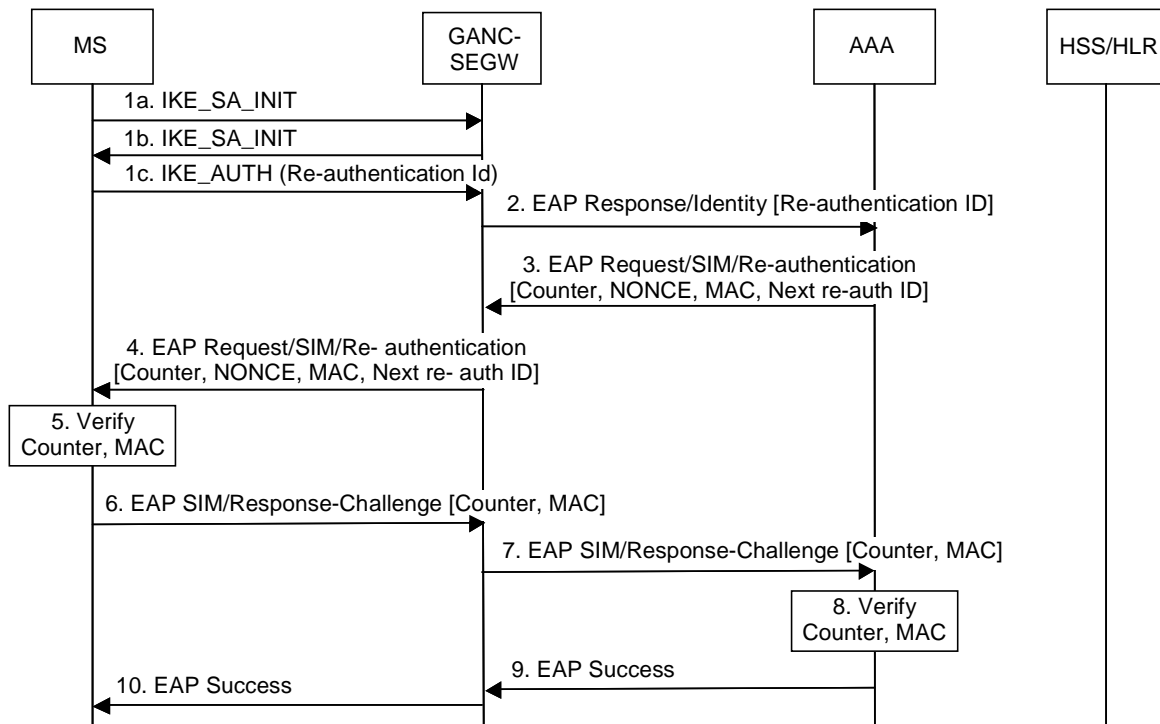 MS
GANC-
SEGW
AAA
HSS/HLR
1a. IKE_SA_INIT
1b. IKE_SA_INIT
1c. IKE_AUTH (Re-authentication Id)
2. EAP Response/Identity [Re-authentication ID]
3. EAP Request/SIM/Re-authentication
[Counter, NONCE, MAC, Next re-auth ID]
4. EAP Request/SIM/Re- authentication
[Counter, NONCE, MAC, Next re- auth ID]
5. Verify
Counter, MAC
6. EAP SIM/Response-Challenge [Counter, MAC]
7. EAP SIM/Response-Challenge [Counter, MAC]
8. Verify
Counter, MAC
9. EAP Success
10. EAP Success